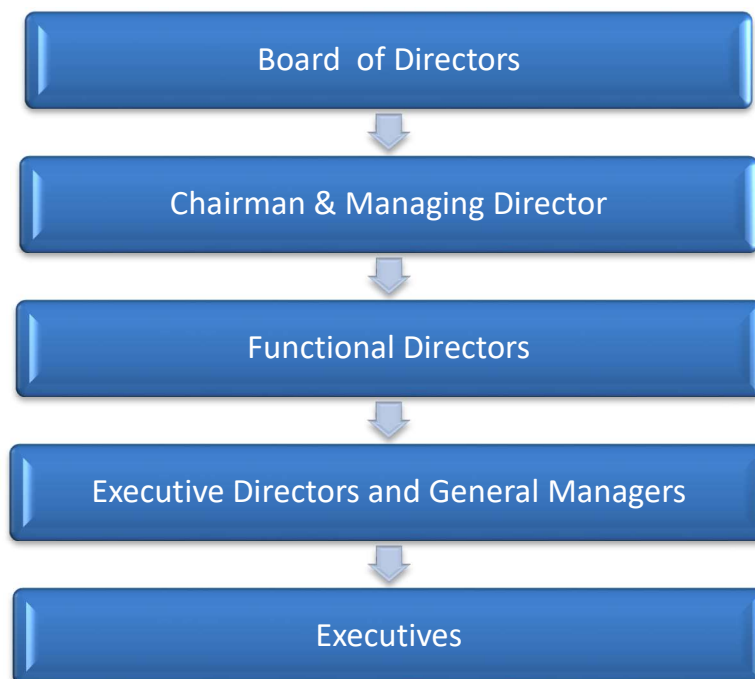 Board of Directors
Chairman & Managing Director
Functional Directors
Executive Directors and General Managers
Executives